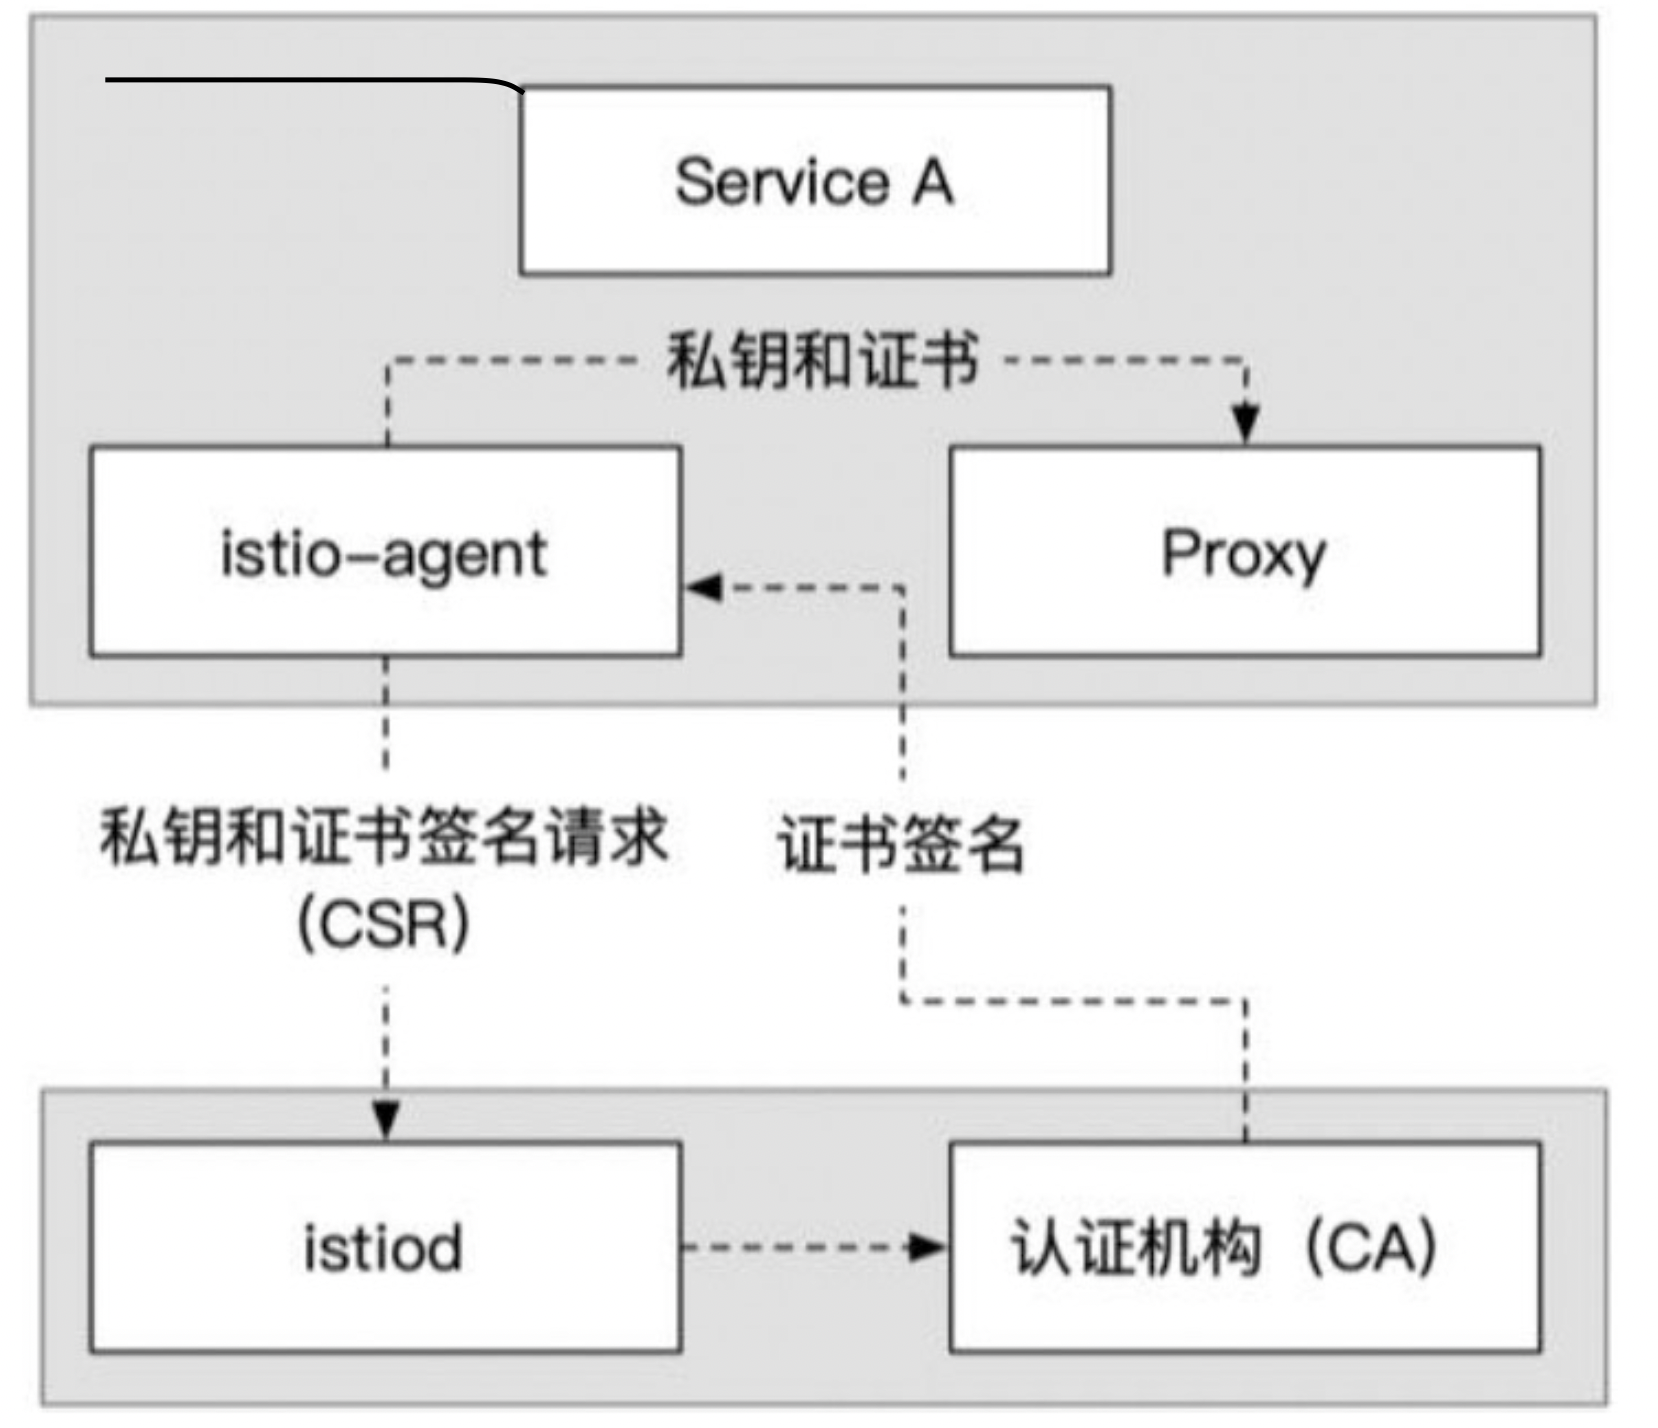 Service A
私钥和证书
istio-agent
Proxy
私钥和证书签名请求
(CSR)
证书签名
istiod
认证机构 (CA)